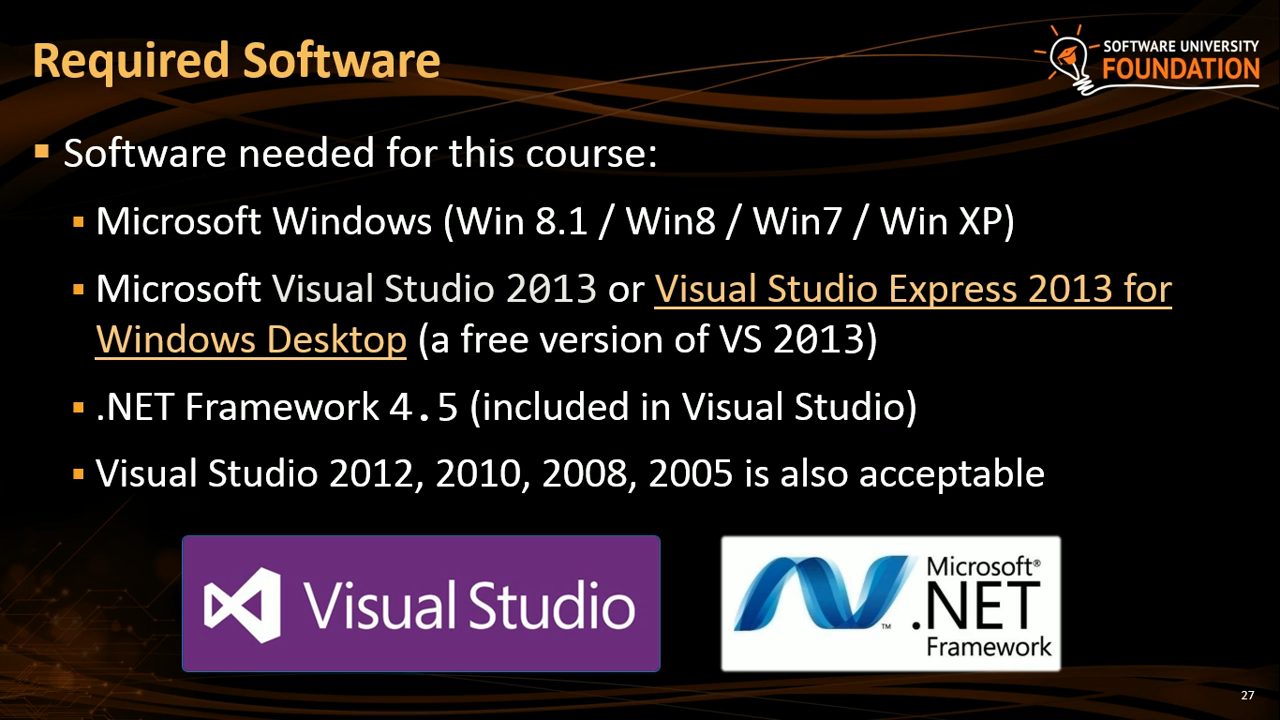 Required Software
SOFTWARE UNIVERSITY
FOUNDATION
Software needed for this course:
Microsoft Windows (Win 8.1 / Win8 / Win7 / Win XP)
Microsoft Visual Studio 2013 or Visual Studio Express 2013 for
Windows Desktop (a free version of VS 2013)
.NET Framework 4.5 (included in Visual Studio)
Visual Studio 2012, 2010, 2008, 2005 is also acceptable
Visual Studio
Microsoft®
.NET
™
Framework
27